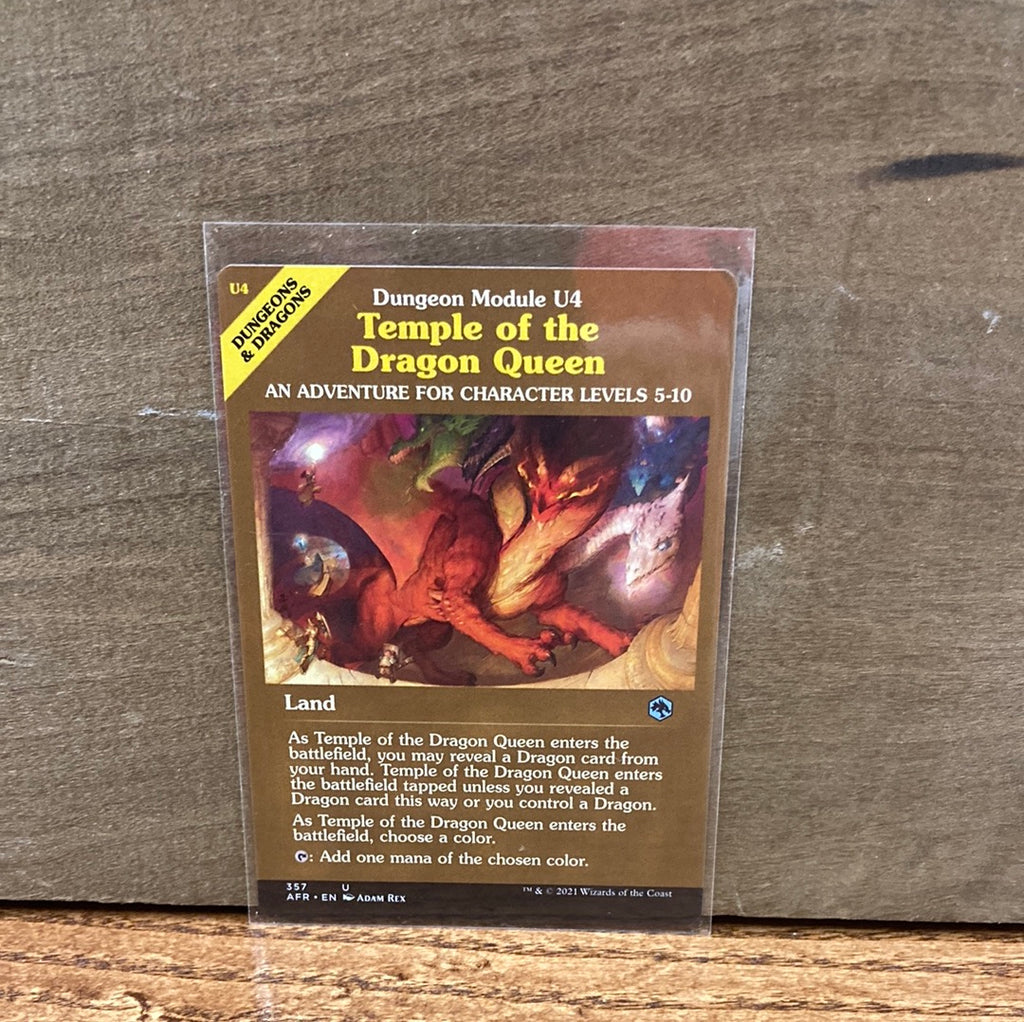 U4
DUNGEONS
& DRAGONS
Dungeon Module U4
Temple of the
Dragon Queen
AN ADVENTURE FOR CHARACTER LEVELS 5-10
Land
As Temple of the Dragon Queen enters the
battlefield, you may reveal a Dragon card from
your hand. Temple of the Dragon Queen enters
the battlefield tapped unless you revealed a
Dragon card this way or you control a Dragon.
As Temple of the Dragon Queen enters the
battlefield, choose a color.
: Add one mana of the chosen color.
357 U
AFR • EN ADAM REX
™ & © 2021 Wizards of the Coast